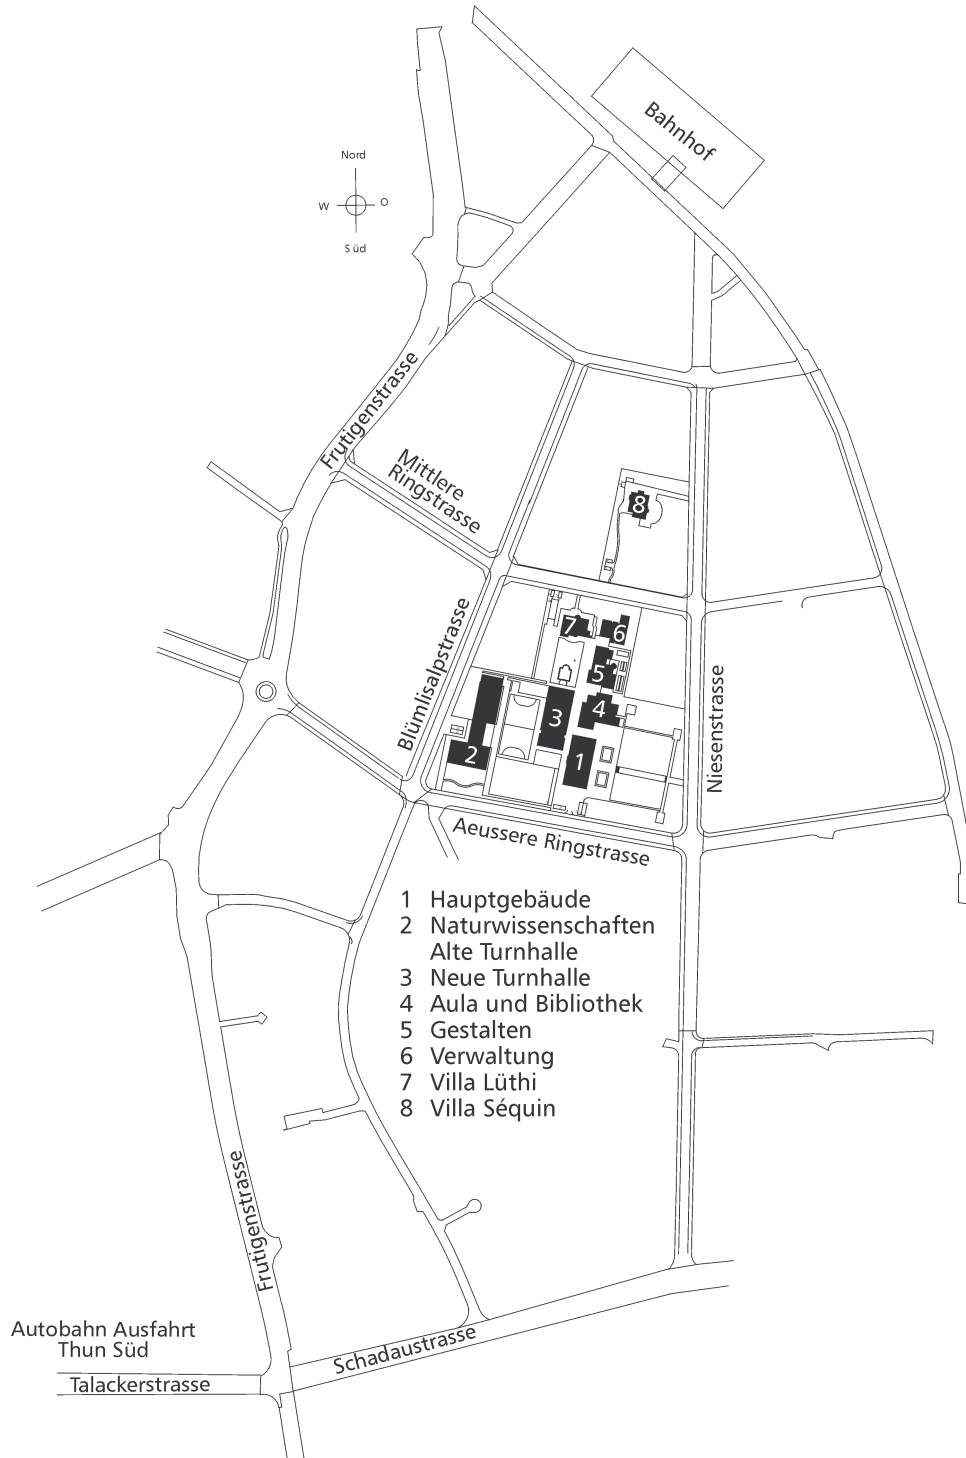 Bahnhof
Nord
W
O
Süd
Frutigenstrasse
Mittlere
Ringstrasse
8
Blümlisalpstrasse
7
6
5
4
3
2
1
Niesenstrasse
Aeussere Ringstrasse
1 Hauptgebäude
2 Naturwissenschaften
Alte Turnhalle
3 Neue Turnhalle
4 Aula und Bibliothek
5 Gestalten
6 Verwaltung
7 Villa Lüthi
8 Villa Séquin
Frutigenstrasse
Autobahn Ausfahrt
Thun Süd
Schadaustrasse
Talackerstrasse